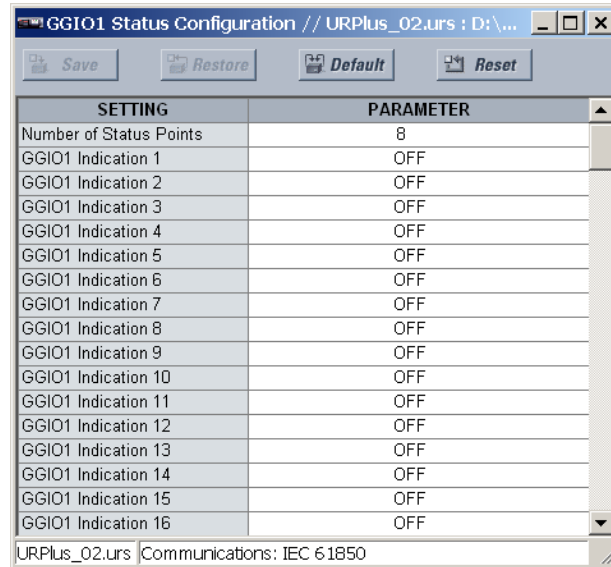 GGIO1 Status Configuration // URPlus_02.urs : D:\...
Save Restore Default Reset
SETTING PARAMETER
Number of Status Points 8
GGIO1 Indication 1 OFF
GGIO1 Indication 2 OFF
GGIO1 Indication 3 OFF
GGIO1 Indication 4 OFF
GGIO1 Indication 5 OFF
GGIO1 Indication 6 OFF
GGIO1 Indication 7 OFF
GGIO1 Indication 8 OFF
GGIO1 Indication 9 OFF
GGIO1 Indication 10 OFF
GGIO1 Indication 11 OFF
GGIO1 Indication 12 OFF
GGIO1 Indication 13 OFF
GGIO1 Indication 14 OFF
GGIO1 Indication 15 OFF
GGIO1 Indication 16 OFF
URPlus_02.urs Communications: IEC 61850